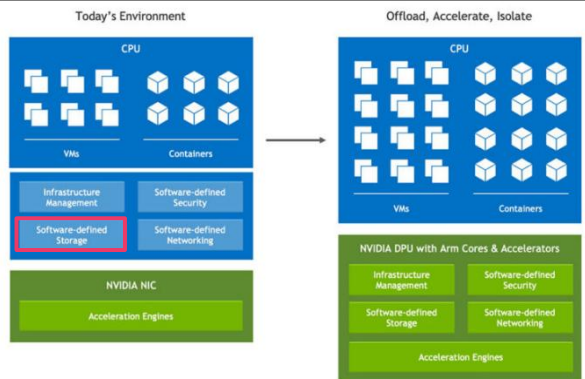 Today's Environment
CPU
VMs
Containers
Infrastructure
Management
Software-defined
Security
Software-defined
Storage
Software-defined
Networking
NVIDIA NIC
Acceleration Engines
Offload, Accelerate, Isolate
CPU
VMs
Containers
NVIDIA DPU with Arm Cores & Accelerators
Infrastructure
Management
Software-defined
Security
Software-defined
Storage
Software-defined
Networking
Acceleration Engines